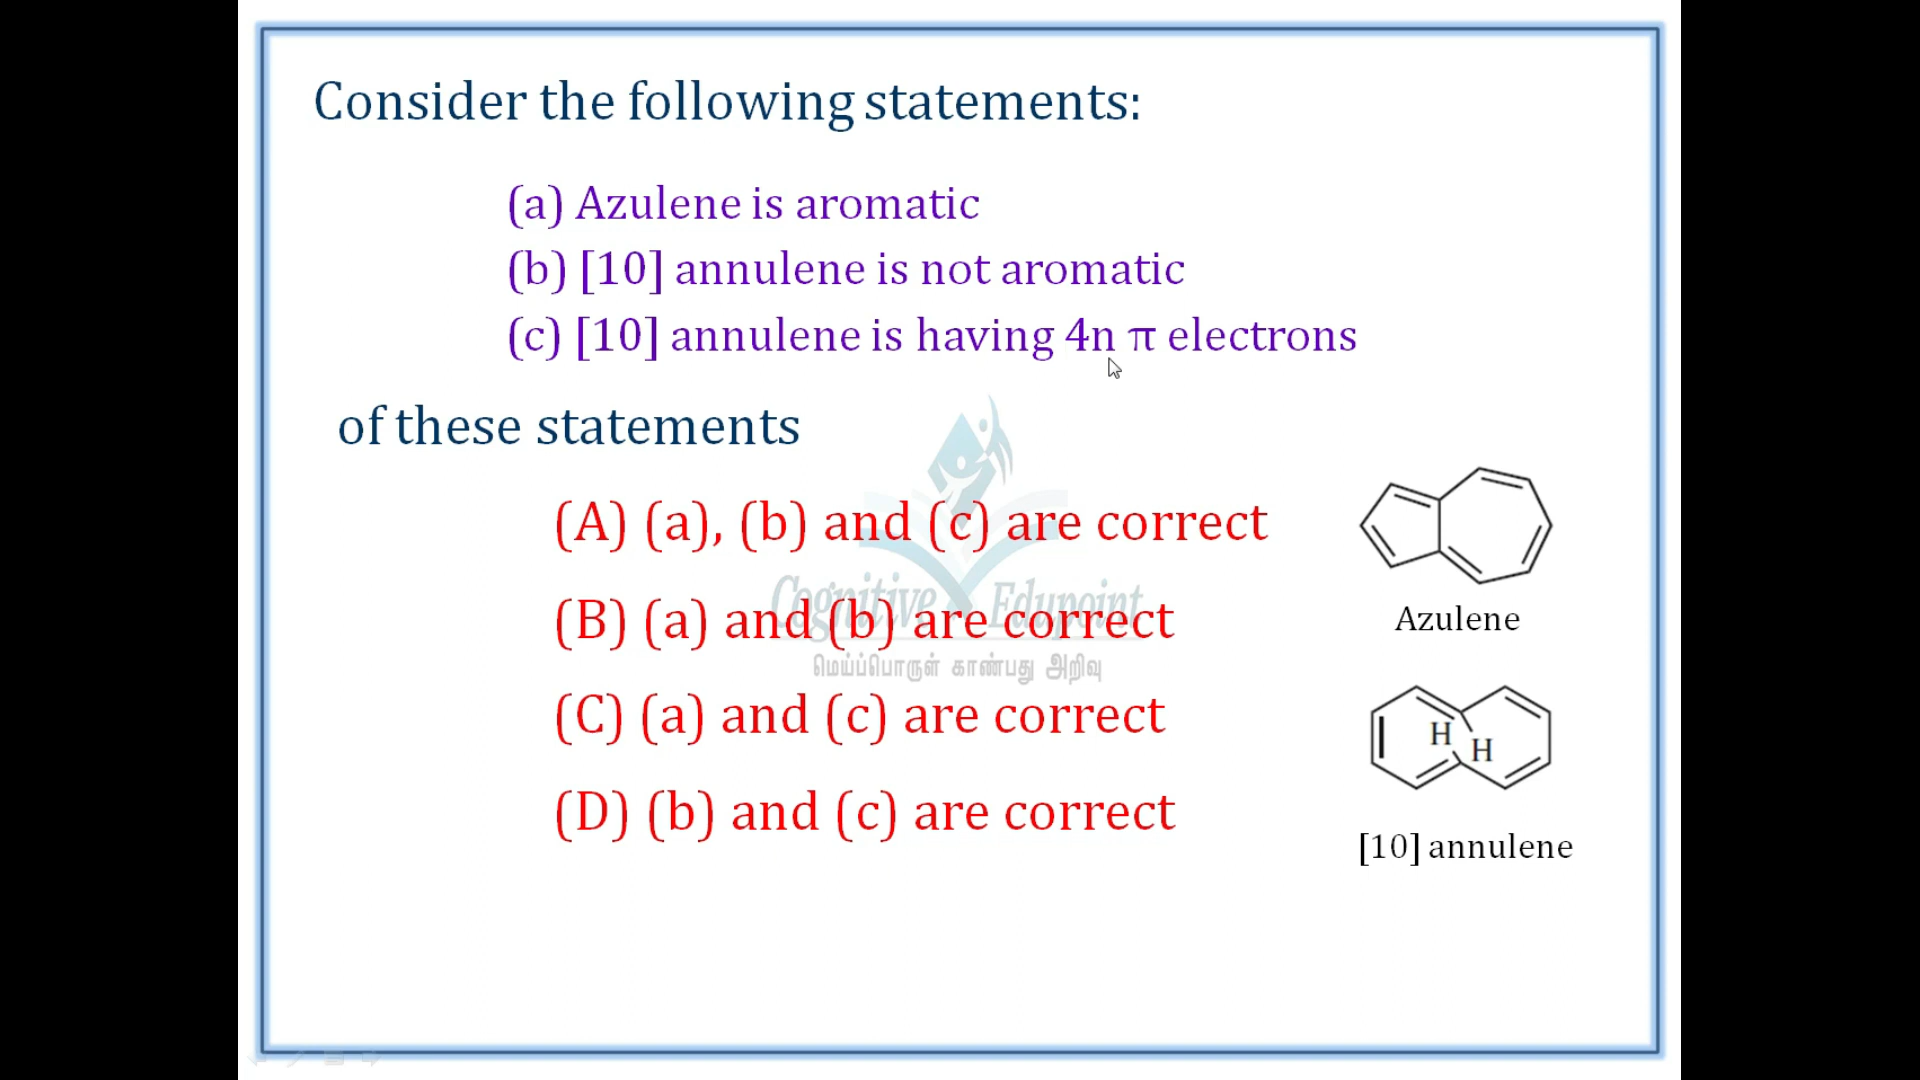 Consider the following statements:
(a) Azulene is aromatic
(b) [10] annulene is not aromatic
(c) [10] annulene is having 4n π electrons
of these statements
(A) (a), (b) and (c) are correct
(B) (a) and (b) are correct
(C) (a) and (c) are correct
(D) (b) and (c) are correct
Cognitive Edupoint
மெய்ப்பொருள் காண்பது அறிவு
Azulene
H
H
[10] annulene